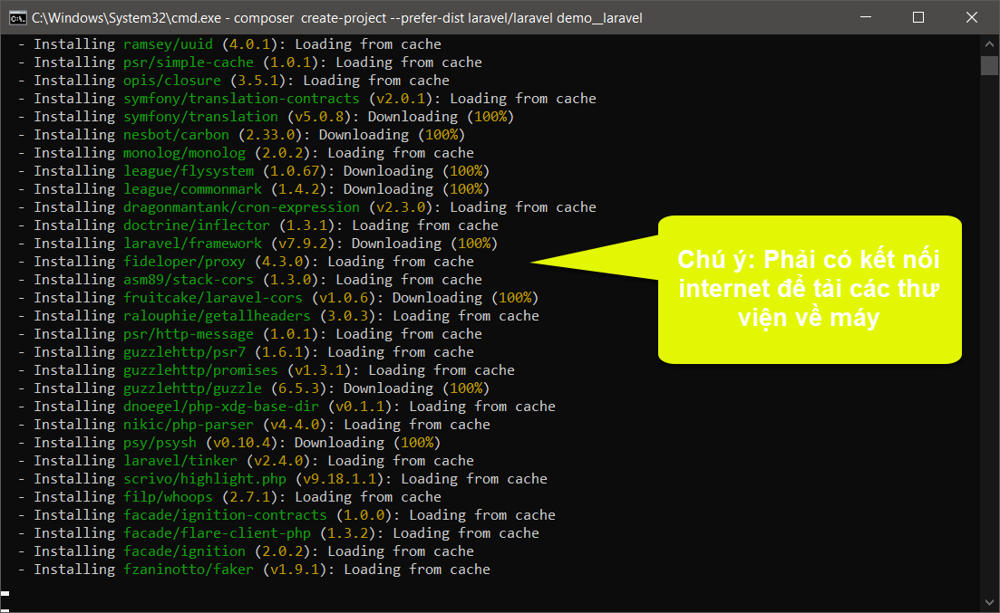 C:\Windows\System32\cmd.exe - composer  create-project --prefer-dist laravel/laravel demo__laravel
- Installing ramsey/uuid (4.0.1): Loading from cache
- Installing psr/simple-cache (1.0.1): Loading from cache
- Installing opis/closure (3.5.1): Loading from cache
- Installing symfony/translation-contracts (v2.0.1): Loading from cache
- Installing symfony/translation (v5.0.8): Downloading (100%)
- Installing nesbot/carbon (2.33.0): Downloading (100%)
- Installing monolog/monolog (2.0.2): Loading from cache
- Installing league/flysystem (1.0.67): Downloading (100%)
- Installing league/commonmark (1.4.2): Downloading (100%)
- Installing dragonmantank/cron-expression (v2.3.0): Loading from cache
- Installing doctrine/inflector (1.3.1): Loading from cache
- Installing laravel/framework (v7.9.2): Downloading (100%)
- Installing fideloper/proxy (4.3.0): Loading from cache
- Installing asm89/stack-cors (1.3.0): Loading from cache
- Installing fruitcake/laravel-cors (v1.0.6): Downloading (100%)
- Installing ralouphie/getallheaders (3.0.3): Loading from cache
- Installing psr/http-message (1.0.1): Loading from cache
- Installing guzzlehttp/psr7 (1.6.1): Loading from cache
- Installing guzzlehttp/promises (v1.3.1): Loading from cache
- Installing guzzlehttp/guzzle (6.5.3): Downloading (100%)
- Installing dnoegel/php-xdg-base-dir (v0.1.1): Loading from cache
- Installing nikic/php-parser (v4.4.0): Loading from cache
- Installing psy/psysh (v0.10.4): Downloading (100%)
- Installing laravel/tinker (v2.4.0): Loading from cache
- Installing scrivo/highlight.php (v9.18.1.1): Loading from cache
- Installing filp/whoops (2.7.1): Loading from cache
- Installing facade/ignition-contracts (1.0.0): Loading from cache
- Installing facade/flare-client-php (1.3.2): Loading from cache
- Installing facade/ignition (2.0.2): Loading from cache
- Installing fzaninotto/faker (v1.9.1): Loading from cache
Chú ý: Phải có kết nối
internet để tải các thư
viện về máy